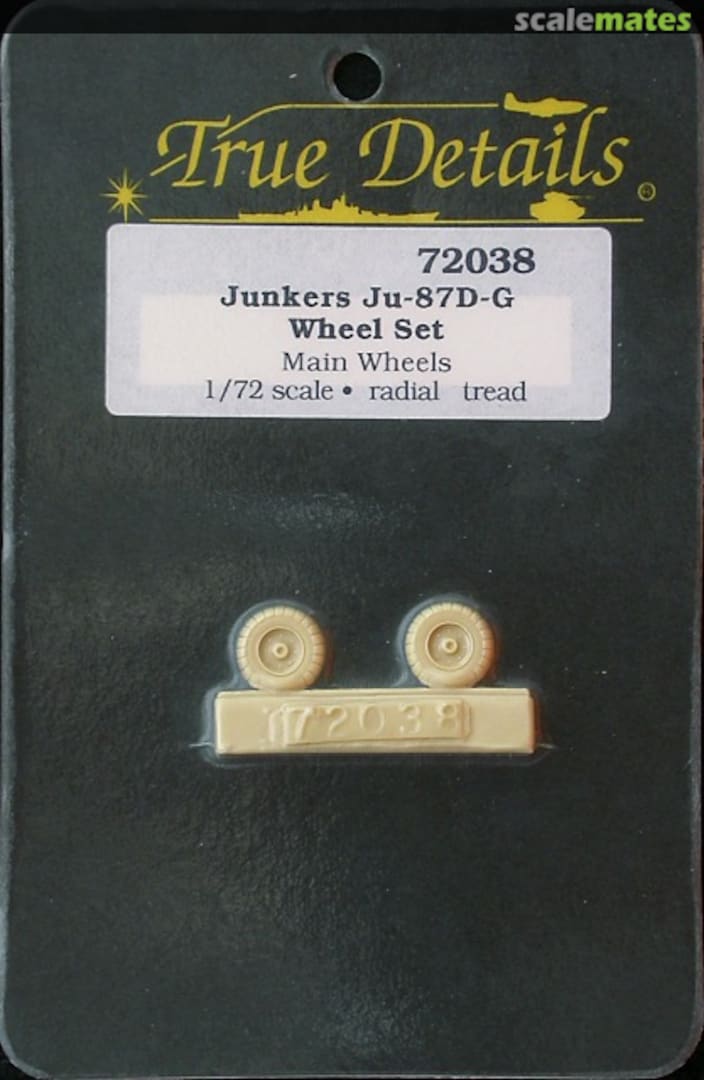 scalemates
True Details ®
72038
Junkers Ju-87D-G
Wheel Set
Main Wheels
1/72 scale • radial tread
72038